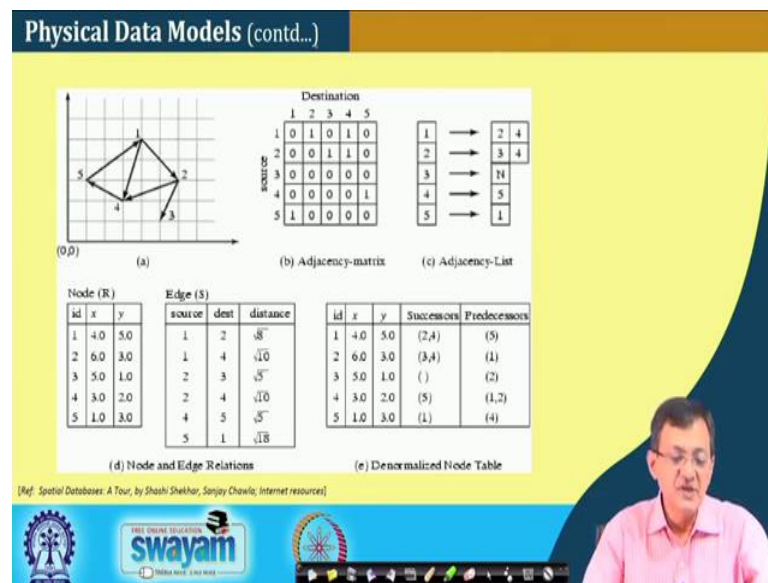 Physical Data Models (contd...)
1
5
2
4
3
(0,0)
(a)
Destination
1 2 3 4 5
source
1 0 1 0 1 0
2 0 0 1 1 0
3 0 0 0 0 0
4 0 0 0 0 1
5 1 0 0 0 0
(b) Adjacency-matrix
1 2 4
2 3 4
3 N
4 5
5 1
(c) Adjacency-List
Node (R)
id x y
1 4.0 5.0
2 6.0 3.0
3 5.0 1.0
4 3.0 2.0
5 1.0 3.0
Edge (S)
source dest distance
1 2 √8
1 4 √10
2 3 √5
2 4 √10
4 5 √5
5 1 √18
(d) Node and Edge Relations
id x y Successors Predecessors
1 4.0 5.0 (2,4) (5)
2 6.0 3.0 (3,4) (1)
3 5.0 1.0 ( ) (2)
4 3.0 2.0 (5) (1,2)
5 1.0 3.0 (1) (4)
(e) Denormalized Node Table
[Ref: Spatial Databases: A Tour, by Shashi Shekhar, Sanjay Chawla; Internet resources]
FREE ONLINE EDUCATION
swayam